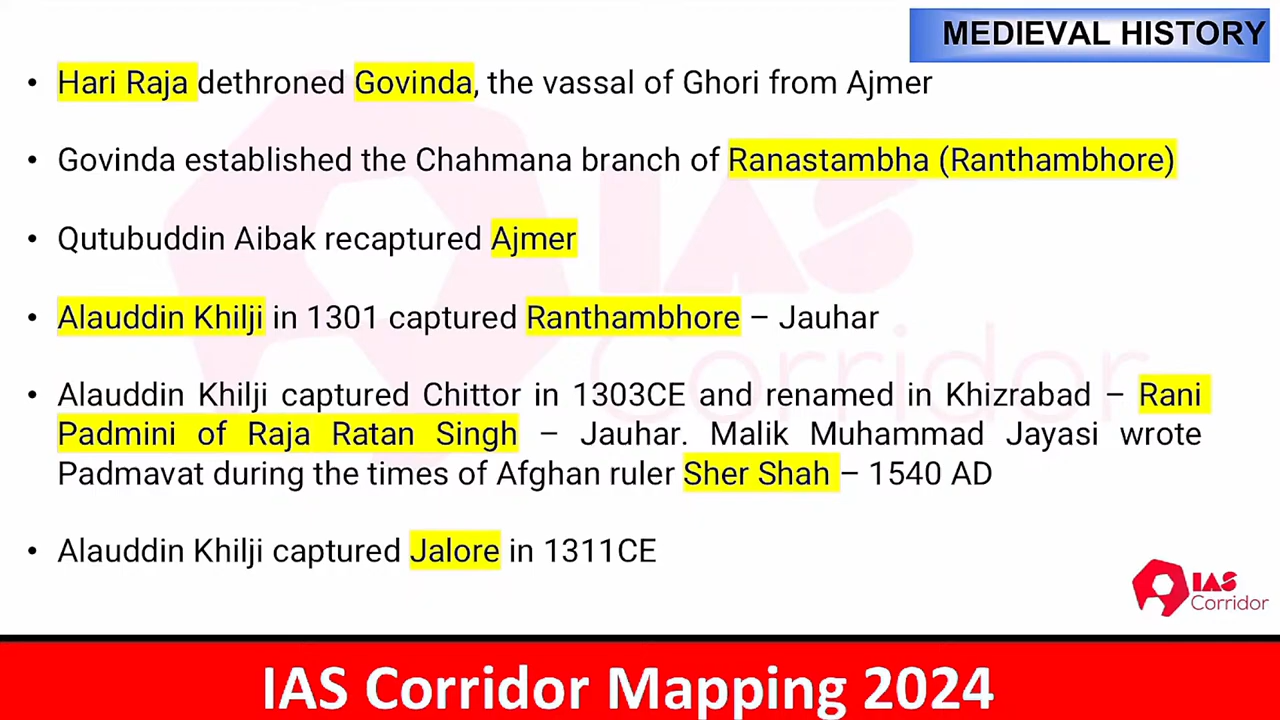 MEDIEVAL HISTORY
• Hari Raja dethroned Govinda, the vassal of Ghori from Ajmer
• Govinda established the Chahmana branch of Ranastambha (Ranthambhore)
• Qutubuddin Aibak recaptured Ajmer
• Alauddin Khilji in 1301 captured Ranthambhore – Jauhar
• Alauddin Khilji captured Chittor in 1303CE and renamed in Khizrabad – Rani
Padmini of Raja Ratan Singh – Jauhar. Malik Muhammad Jayasi wrote
Padmavat during the times of Afghan ruler Sher Shah – 1540 AD
• Alauddin Khilji captured Jalore in 1311CE
IAS
Corridor
IAS
Corridor
IAS Corridor Mapping 2024